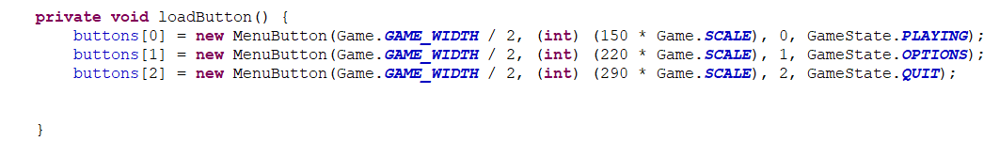 private void loadButton() {
    buttons[0] = new MenuButton(Game.GAME_WIDTH / 2, (int) (150 * Game.SCALE), 0, GameState.PLAYING);
    buttons[1] = new MenuButton(Game.GAME_WIDTH / 2, (int) (220 * Game.SCALE), 1, GameState.OPTIONS);
    buttons[2] = new MenuButton(Game.GAME_WIDTH / 2, (int) (290 * Game.SCALE), 2, GameState.QUIT);
}